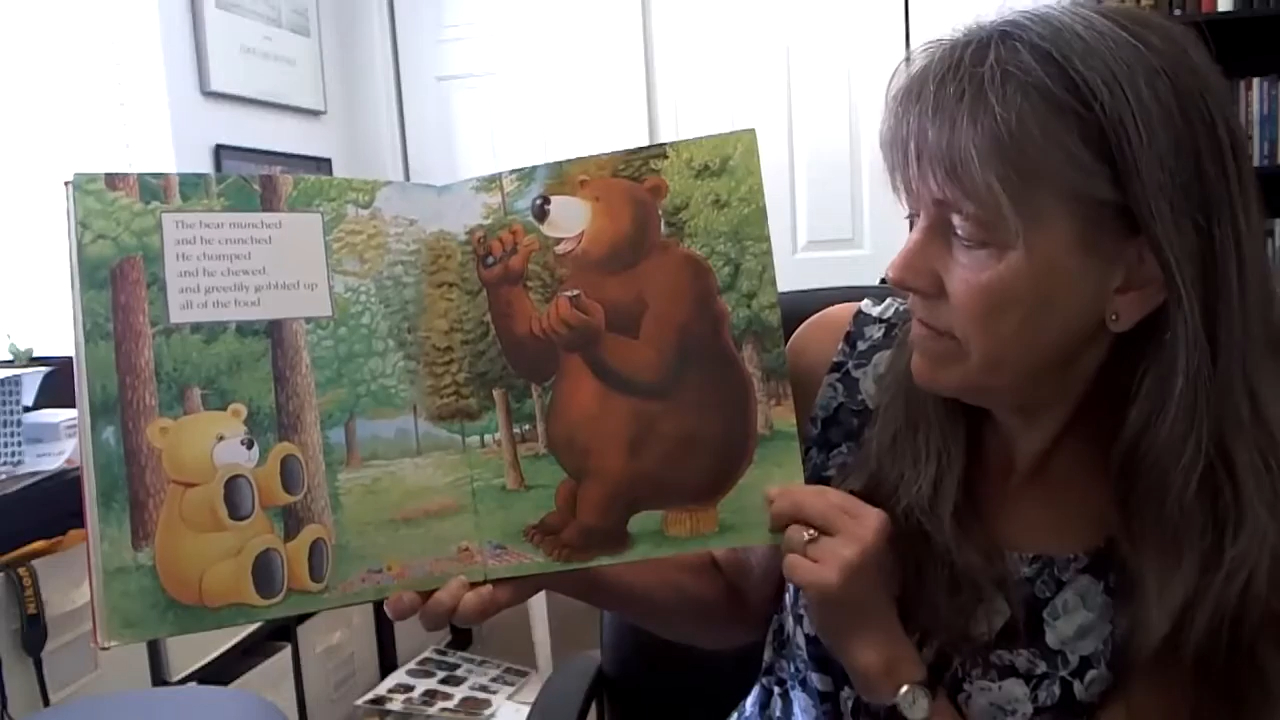 The bear munched
and he crunched
He chomped
and he chewed,
and greedily gobbled up
all of the food
NIKON